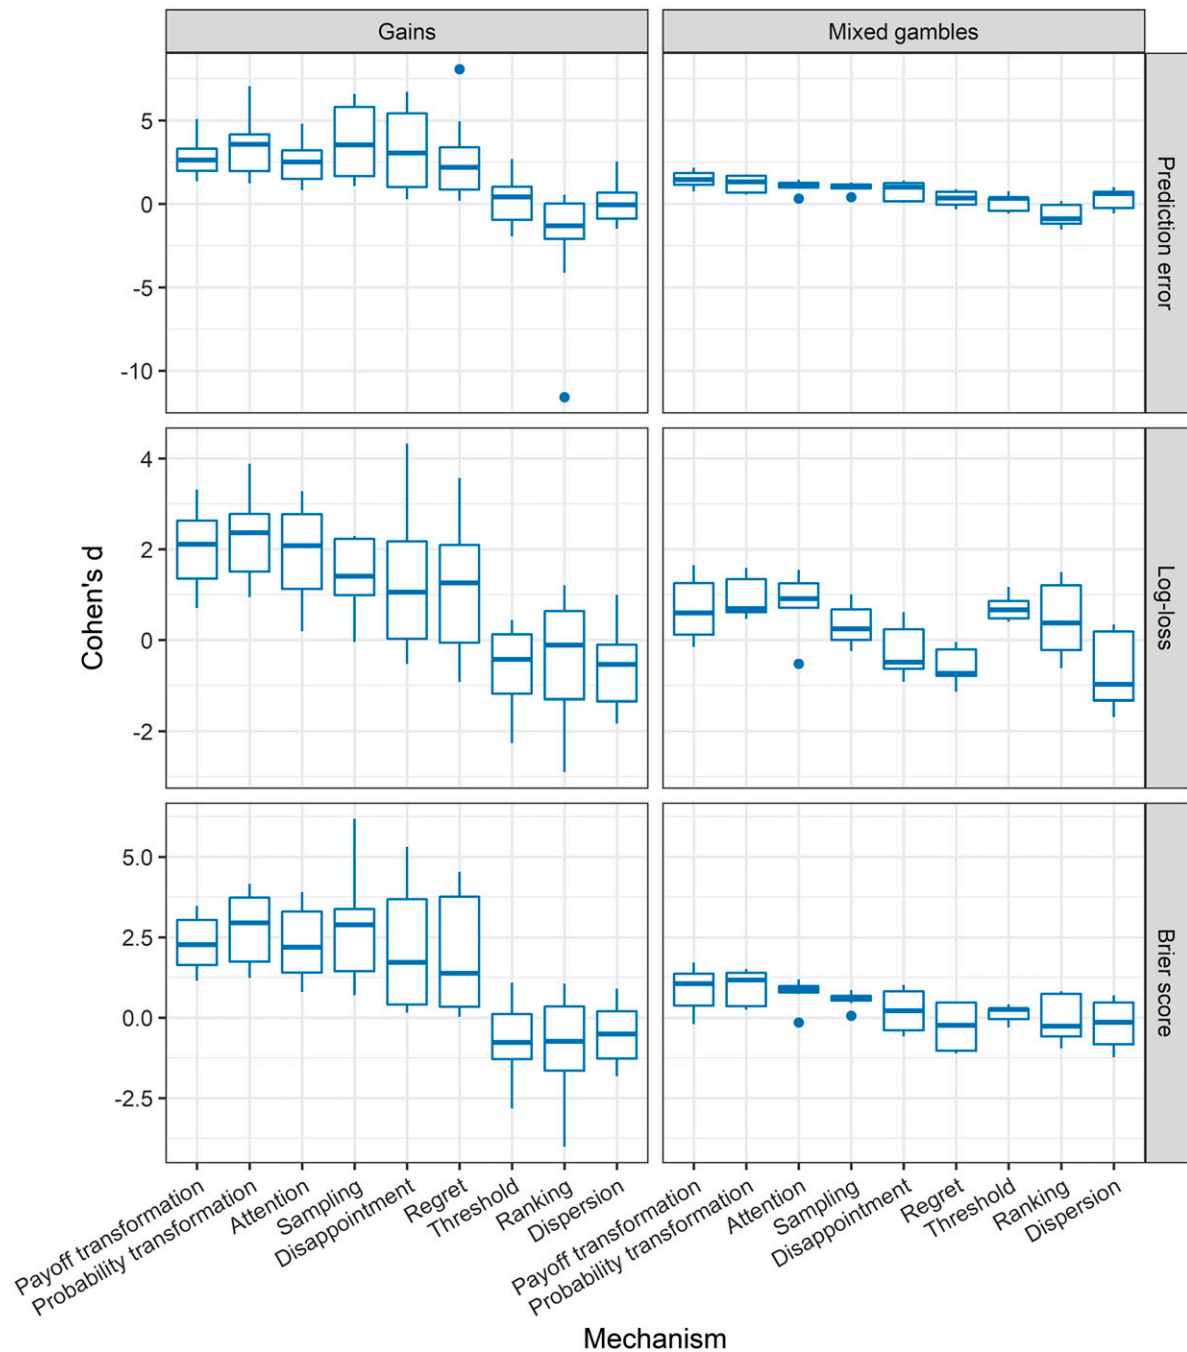 Gains
Mixed gambles
5
0
-5
-10
Prediction error
4
2
0
-2
Log-loss
5.0
2.5
0.0
-2.5
Brier score
Cohen's d
Payoff transformation
Probability transformation
Attention
Sampling
Disappointment
Regret
Threshold
Ranking
Dispersion
Payoff transformation
Probability transformation
Attention
Sampling
Disappointment
Regret
Threshold
Ranking
Dispersion
Mechanism